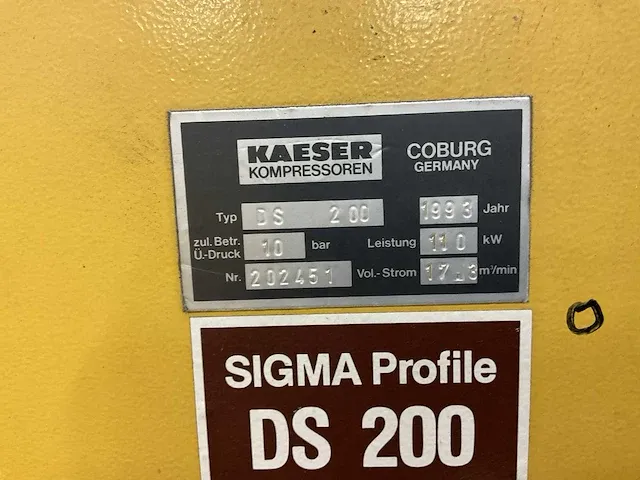 KAESER
KOMPRESSOREN
COBURG
GERMANY
Typ DS 200 1993 Jahr
zul. Betr.
Ü.-Druck 10 bar Leistung 110 kW
Nr. 202451 Vol.-Strom 17.3 m³/min
SIGMA Profile
DS 200